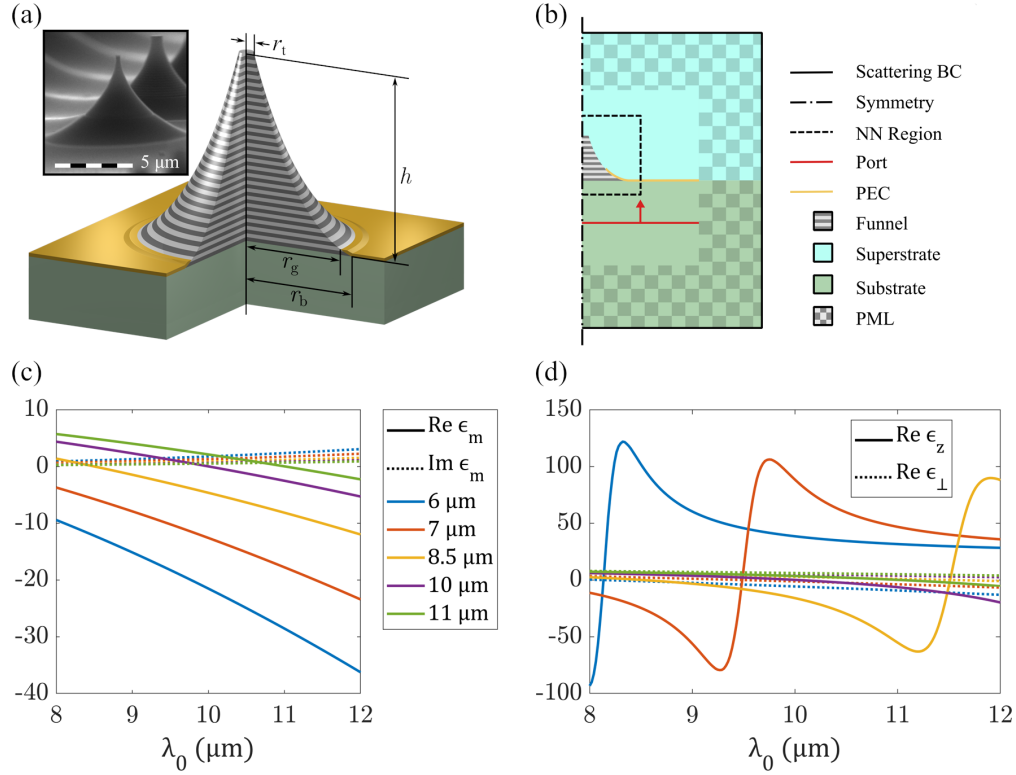 (a)
5 μm
r_t
h
r_g
r_b
(b)
Scattering BC
Symmetry
NN Region
Port
PEC
Funnel
Superstrate
Substrate
PML
(c)
10
0
-10
-20
-30
-40
8 9 10 11 12
λ_0 (μm)
Re ϵ_m
Im ϵ_m
6 μm
7 μm
8.5 μm
10 μm
11 μm
(d)
150
100
50
0
-50
-100
8 9 10 11 12
λ_0 (μm)
Re ϵ_z
Re ϵ_⊥